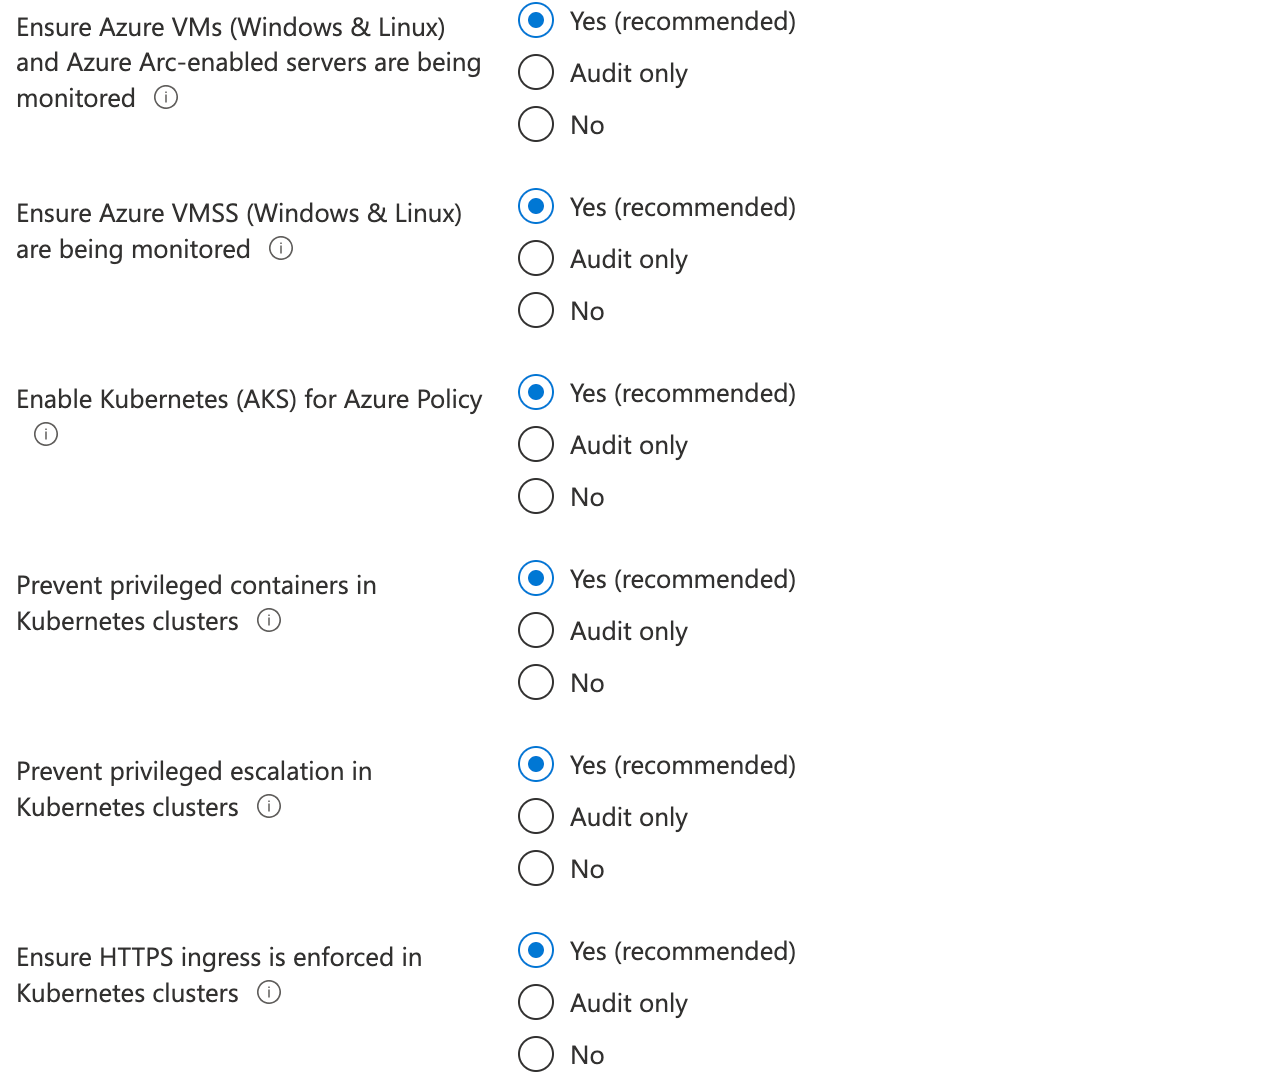 Ensure Azure VMs (Windows & Linux)
and Azure Arc-enabled servers are being
monitored
Yes (recommended)
Audit only
No
Ensure Azure VMSS (Windows & Linux)
are being monitored
Yes (recommended)
Audit only
No
Enable Kubernetes (AKS) for Azure Policy
Yes (recommended)
Audit only
No
Prevent privileged containers in
Kubernetes clusters
Yes (recommended)
Audit only
No
Prevent privileged escalation in
Kubernetes clusters
Yes (recommended)
Audit only
No
Ensure HTTPS ingress is enforced in
Kubernetes clusters
Yes (recommended)
Audit only
No